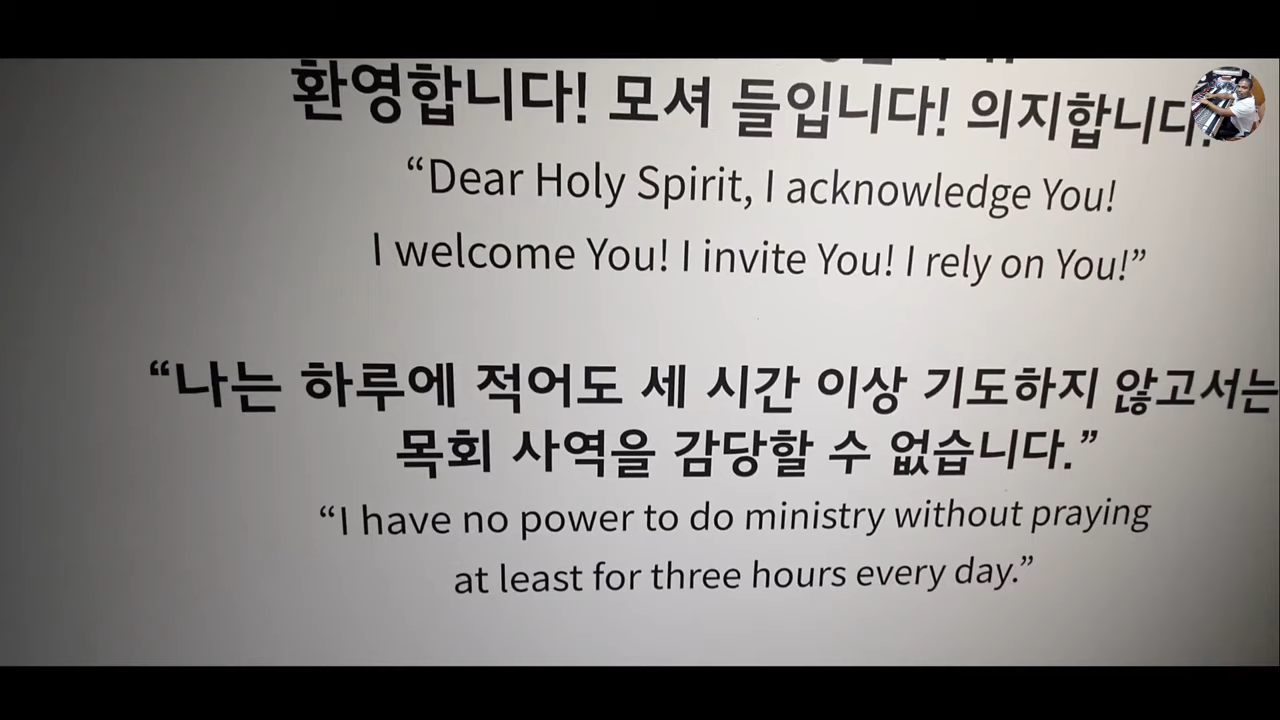 환영합니다! 모셔 들입니다! 의지합니다.
“Dear Holy Spirit, I acknowledge You!
I welcome You! I invite You! I rely on You!”
“나는 하루에 적어도 세 시간 이상 기도하지 않고서는
목회 사역을 감당할 수 없습니다.”
“I have no power to do ministry without praying
at least for three hours every day.”